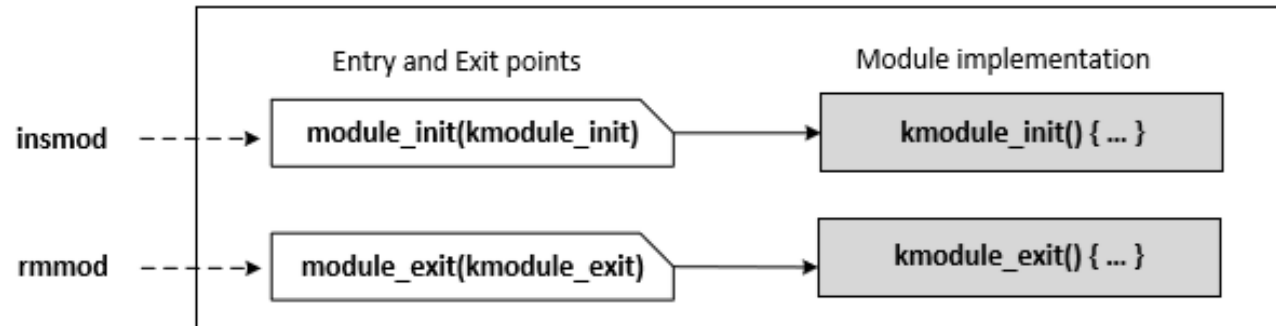 Entry and Exit points
Module implementation
insmod
module_init(kmodule_init)
kmodule_init() { ... }
rmmod
module_exit(kmodule_exit)
kmodule_exit() { ... }